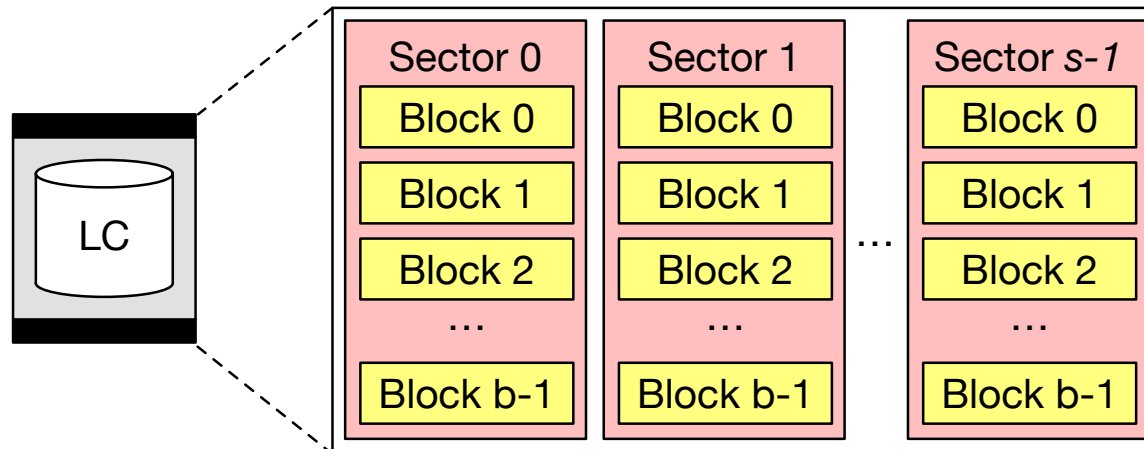 LC
Sector 0
Block 0
Block 1
Block 2
...
Block b-1
Sector 1
Block 0
Block 1
Block 2
...
Block b-1
...
Sector s-1
Block 0
Block 1
Block 2
...
Block b-1